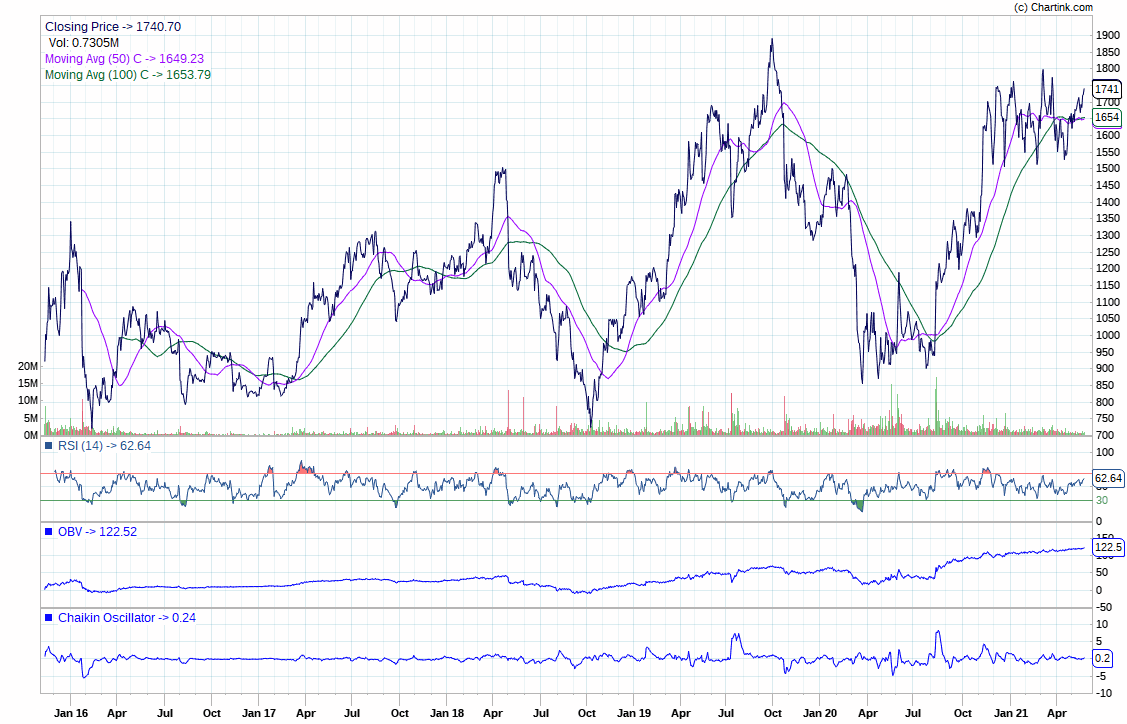 (c) Chartink.com
Closing Price -> 1740.70
Vol: 0.7305M
Moving Avg (50) C -> 1649.23
Moving Avg (100) C -> 1653.79
1900
1850
1800
1741
1700
1654
1600
1550
1500
1450
1400
1350
1300
1250
1200
1150
1100
1050
1000
950
900
850
800
750
700
20M
15M
10M
5M
0M
RSI (14) -> 62.64
100
62.64
30
0
OBV -> 122.52
150
122.5
100
50
0
-50
Chaikin Oscillator -> 0.24
10
5
0.2
-5
-10
Jan 16 Apr Jul Oct Jan 17 Apr Jul Oct Jan 18 Apr Jul Oct Jan 19 Apr Jul Oct Jan 20 Apr Jul Oct Jan 21 Apr